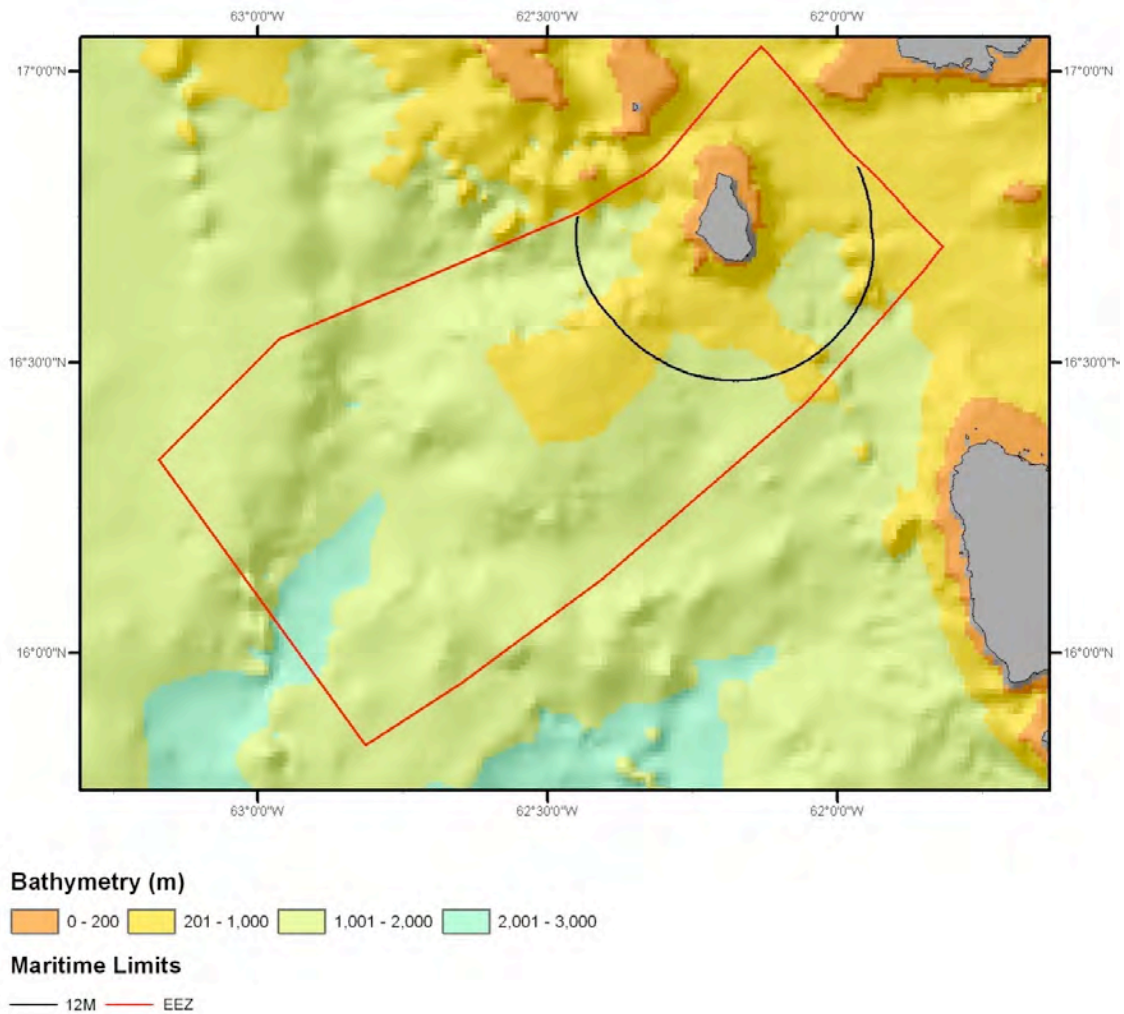 63°0'0"W 62°30'0"W 62°0'0"W
17°0'0"N 17°0'0"N
16°30'0"N 16°30'0"N
16°0'0"N 16°0'0"N
63°0'0"W 62°30'0"W 62°0'0"W
Bathymetry (m)
0 - 200 201 - 1,000 1,001 - 2,000 2,001 - 3,000
Maritime Limits
12M EEZ